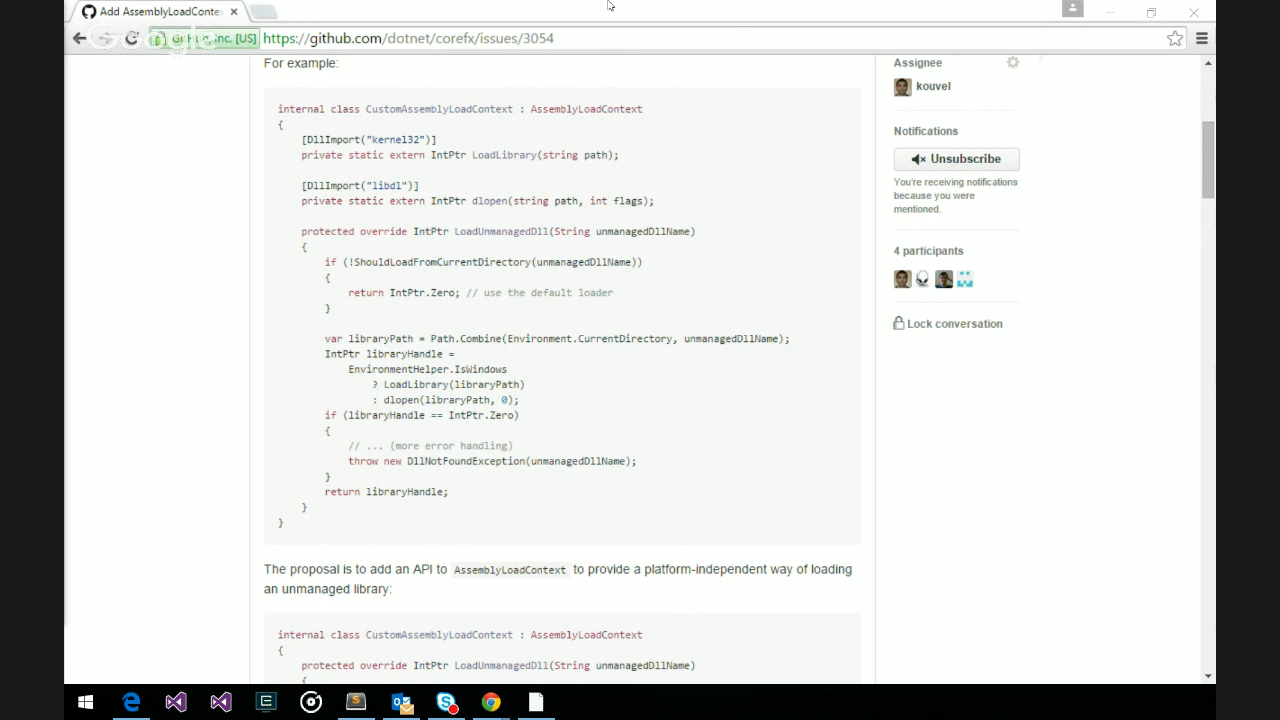 Add AssemblyLoadConte
Google
GitHub, Inc. [US]
https://github.com/dotnet/corefx/issues/3054
For example:
internal class CustomAssemblyLoadContext : AssemblyLoadContext
{
[DllImport("kernel32")]
private static extern IntPtr LoadLibrary(string path);
[DllImport("libdl")]
private static extern IntPtr dlopen(string path, int flags);
protected override IntPtr LoadUnmanagedDll(String unmanagedDllName)
{
if (!ShouldLoadFromCurrentDirectory(unmanagedDllName))
{
return IntPtr.Zero; // use the default loader
}
var libraryPath = Path.Combine(Environment.CurrentDirectory, unmanagedDllName);
IntPtr libraryHandle =
EnvironmentHelper.IsWindows
? LoadLibrary(libraryPath)
: dlopen(libraryPath, 0);
if (libraryHandle == IntPtr.Zero)
{
// ... (more error handling)
throw new DllNotFoundException(unmanagedDllName);
}
return libraryHandle;
}
}
The proposal is to add an API to AssemblyLoadContext to provide a platform-independent way of loading
an unmanaged library:
internal class CustomAssemblyLoadContext : AssemblyLoadContext
{
protected override IntPtr LoadUnmanagedDll(String unmanagedDllName)
{
Assignee
kouvel
Notifications
Unsubscribe
You're receiving notifications
because you were
mentioned.
4 participants
Lock conversation